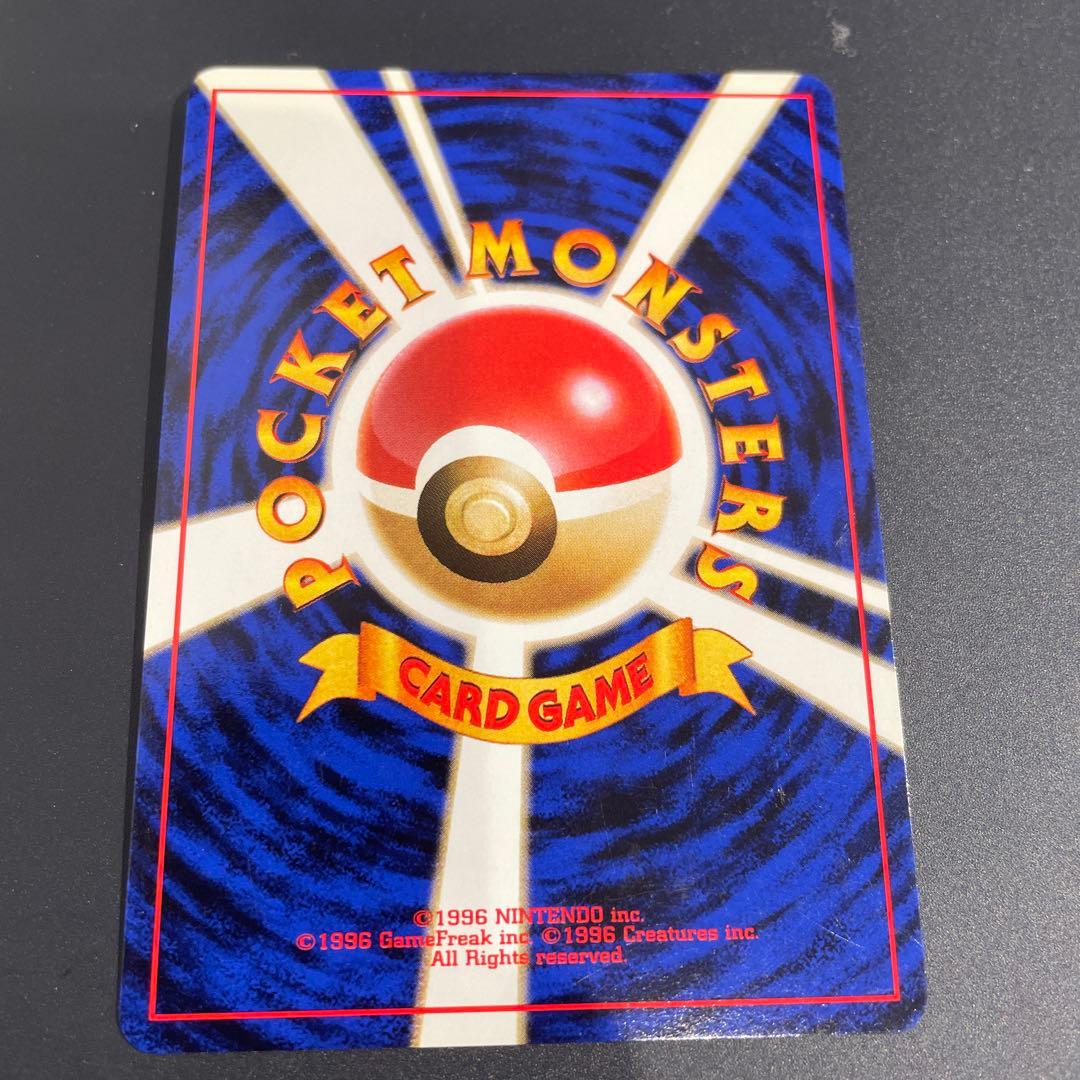 POCKET MONSTERS
CARD GAME
©1996 NINTENDO inc.
©1996 GameFreak inc. ©1996 Creatures inc.
All Rights reserved.